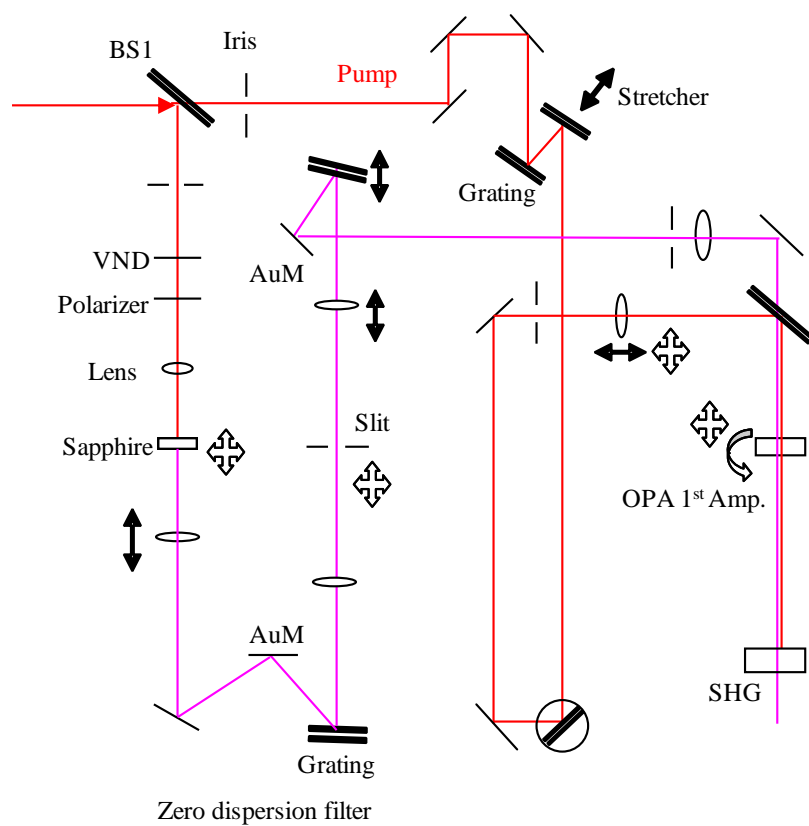 BS1
Iris
Pump
Stretcher
Grating
VND
AuM
Polarizer
Lens
Slit
Sapphire
OPA 1st Amp.
AuM
SHG
Grating
Zero dispersion filter